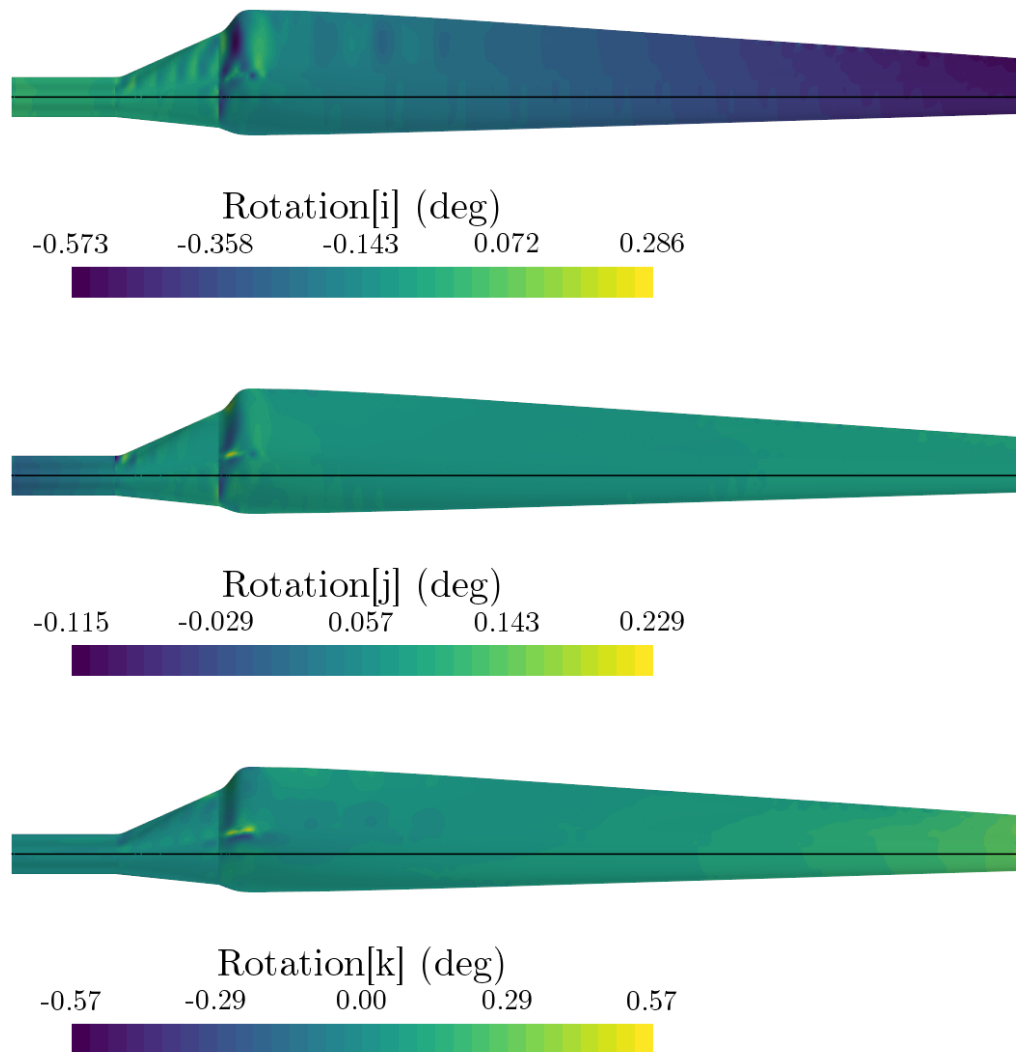 Rotation[i] (deg)
-0.573 -0.358 -0.143 0.072 0.286
Rotation[j] (deg)
-0.115 -0.029 0.057 0.143 0.229
Rotation[k] (deg)
-0.57 -0.29 0.00 0.29 0.57